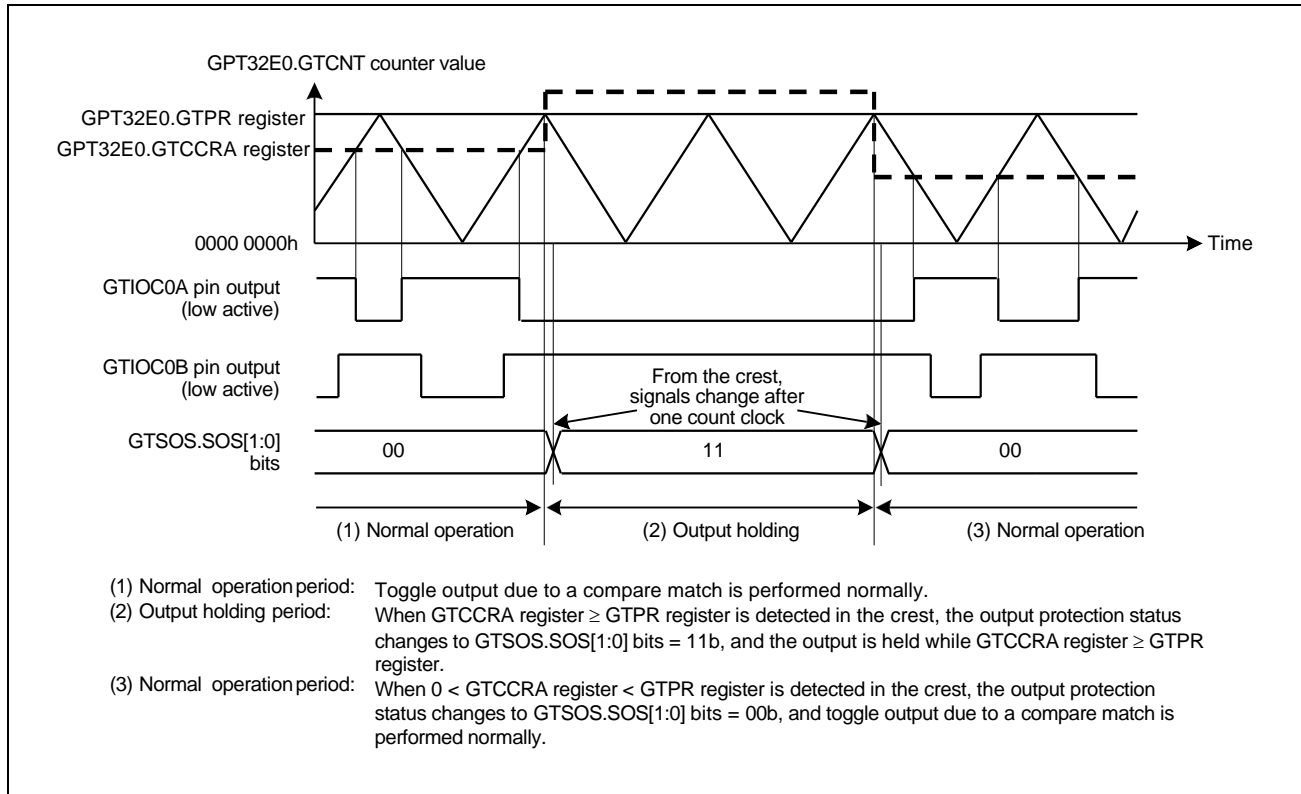 GPT32E0.GTCNT counter value
GPT32E0.GTPR register
GPT32E0.GTCCRA register
0000 0000h
Time
GTIOC0A pin output
(low active)
GTIOC0B pin output
(low active)
From the crest,
signals change after
one count clock
GTSOS.SOS[1:0]
bits
00
11
00
(1) Normal operation
(2) Output holding
(3) Normal operation
(1) Normal operation period: Toggle output due to a compare match is performed normally.
(2) Output holding period: When GTCCRA register ≥ GTPR register is detected in the crest, the output protection status
changes to GTSOS.SOS[1:0] bits = 11b, and the output is held while GTCCRA register ≥ GTPR
register.
(3) Normal operation period: When 0 < GTCCRA register < GTPR register is detected in the crest, the output protection
status changes to GTSOS.SOS[1:0] bits = 00b, and toggle output due to a compare match is
performed normally.